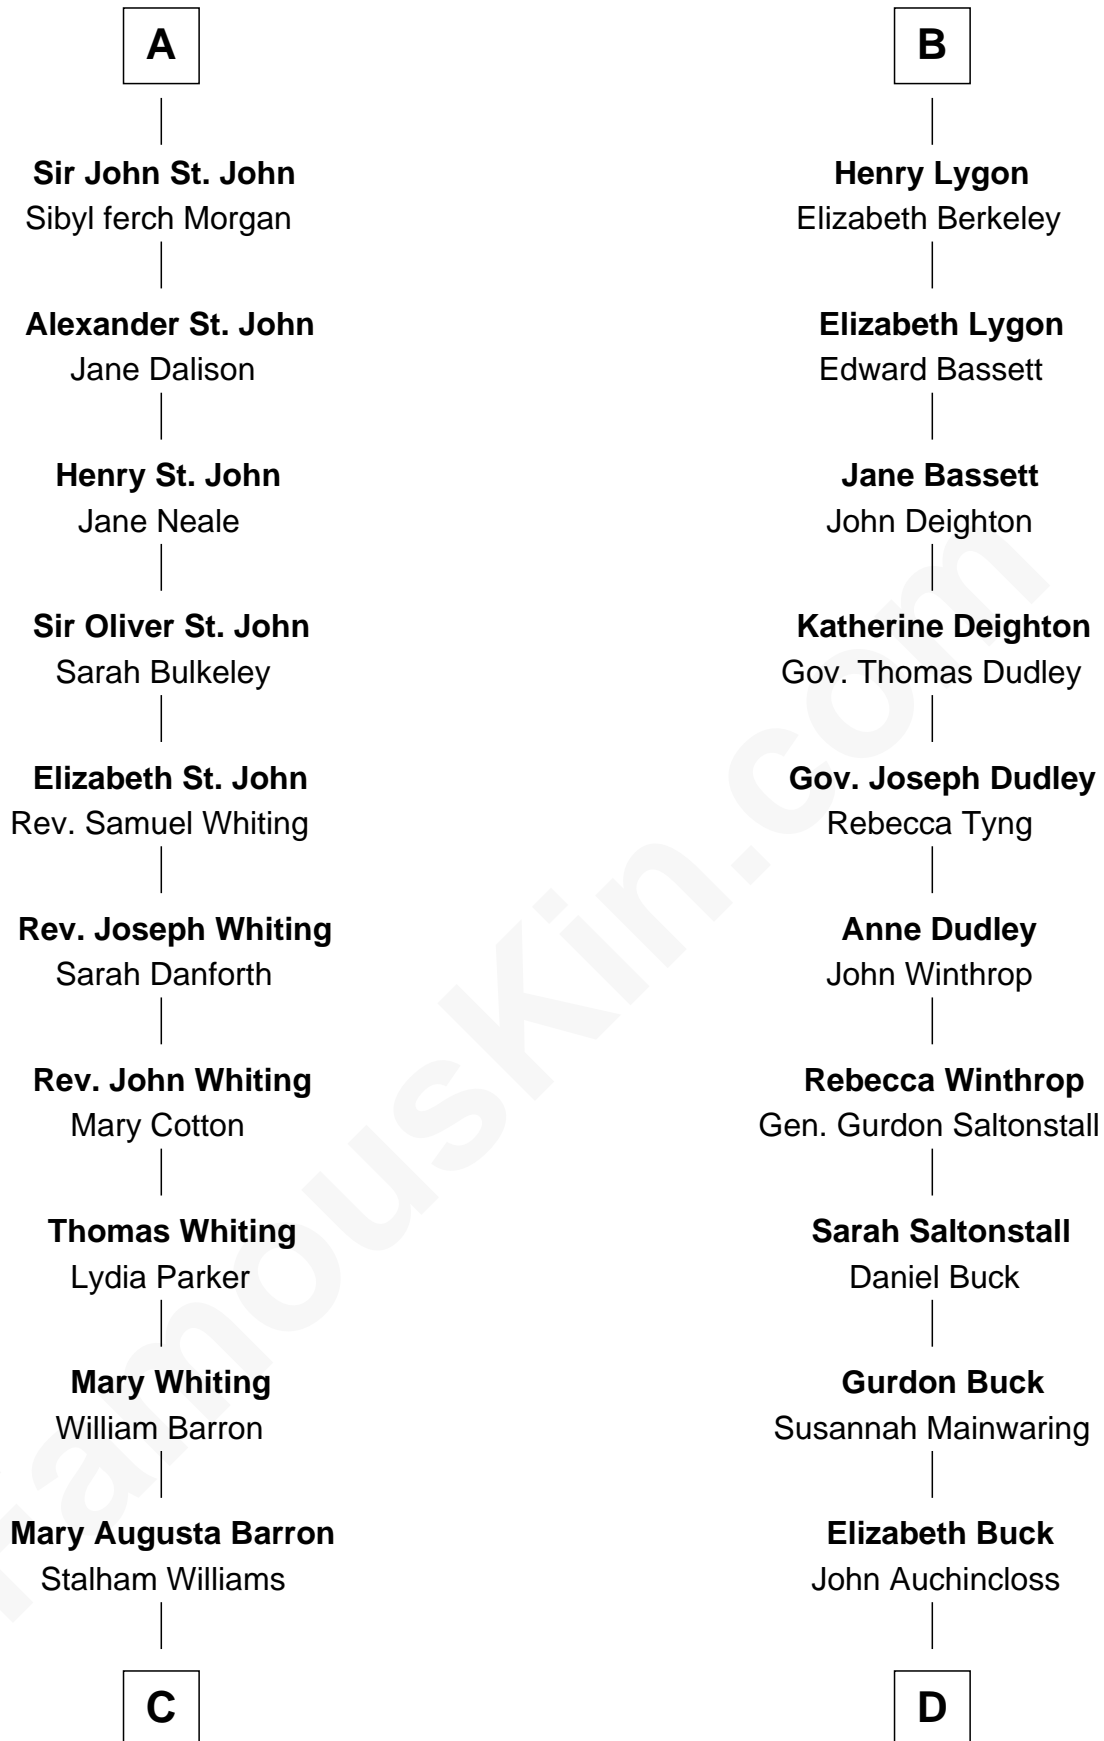 A
Sir John St. John
Sibyl ferch Morgan
Alexander St. John
Jane Dalison
Henry St. John
Jane Neale
Sir Oliver St. John
Sarah Bulkeley
Elizabeth St. John
Rev. Samuel Whiting
Rev. Joseph Whiting
Sarah Danforth
Rev. John Whiting
Mary Cotton
Thomas Whiting
Lydia Parker
Mary Whiting
William Barron
Mary Augusta Barron
Stalham Williams
C
B
Henry Lygon
Elizabeth Berkeley
Elizabeth Lygon
Edward Bassett
Jane Bassett
John Deighton
Katherine Deighton
Gov. Thomas Dudley
Gov. Joseph Dudley
Rebecca Tyng
Anne Dudley
John Winthrop
Rebecca Winthrop
Gen. Gurdon Saltonstall
Sarah Saltonstall
Daniel Buck
Gurdon Buck
Susannah Mainwaring
Elizabeth Buck
John Auchincloss
D
FamousKin.com